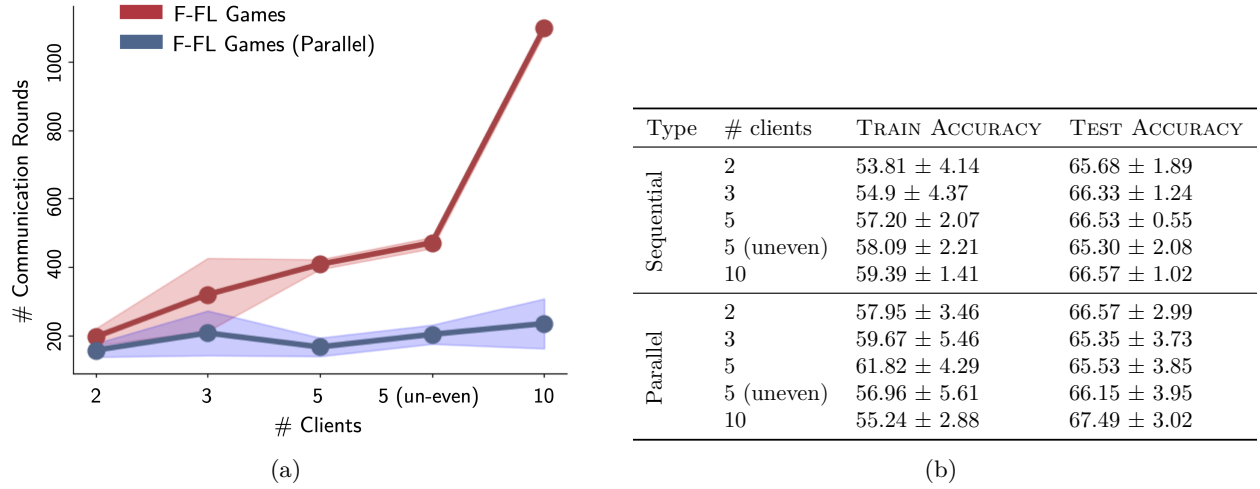 F-FL Games
F-FL Games (Parallel)
# Communication Rounds
1000
800
600
400
200
2 3 5 5 (un-even) 10
# Clients
(a)
Type # clients TRAIN ACCURACY TEST ACCURACY
Sequential
2 53.81 ± 4.14 65.68 ± 1.89
3 54.9 ± 4.37 66.33 ± 1.24
5 57.20 ± 2.07 66.53 ± 0.55
5 (uneven) 58.09 ± 2.21 65.30 ± 2.08
10 59.39 ± 1.41 66.57 ± 1.02
Parallel
2 57.95 ± 3.46 66.57 ± 2.99
3 59.67 ± 5.46 65.35 ± 3.73
5 61.82 ± 4.29 65.53 ± 3.85
5 (uneven) 56.96 ± 5.61 66.15 ± 3.95
10 55.24 ± 2.88 67.49 ± 3.02
(b)